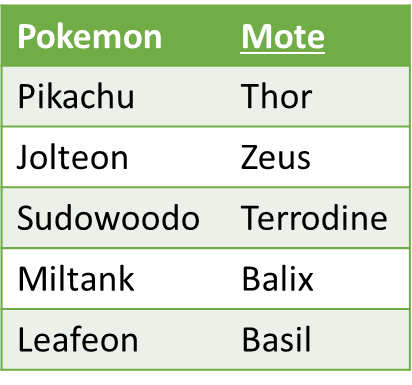 Pokemon Mote
Pikachu Thor
Jolteon Zeus
Sudowoodo Terrodine
Miltank Balix
Leafeon Basil